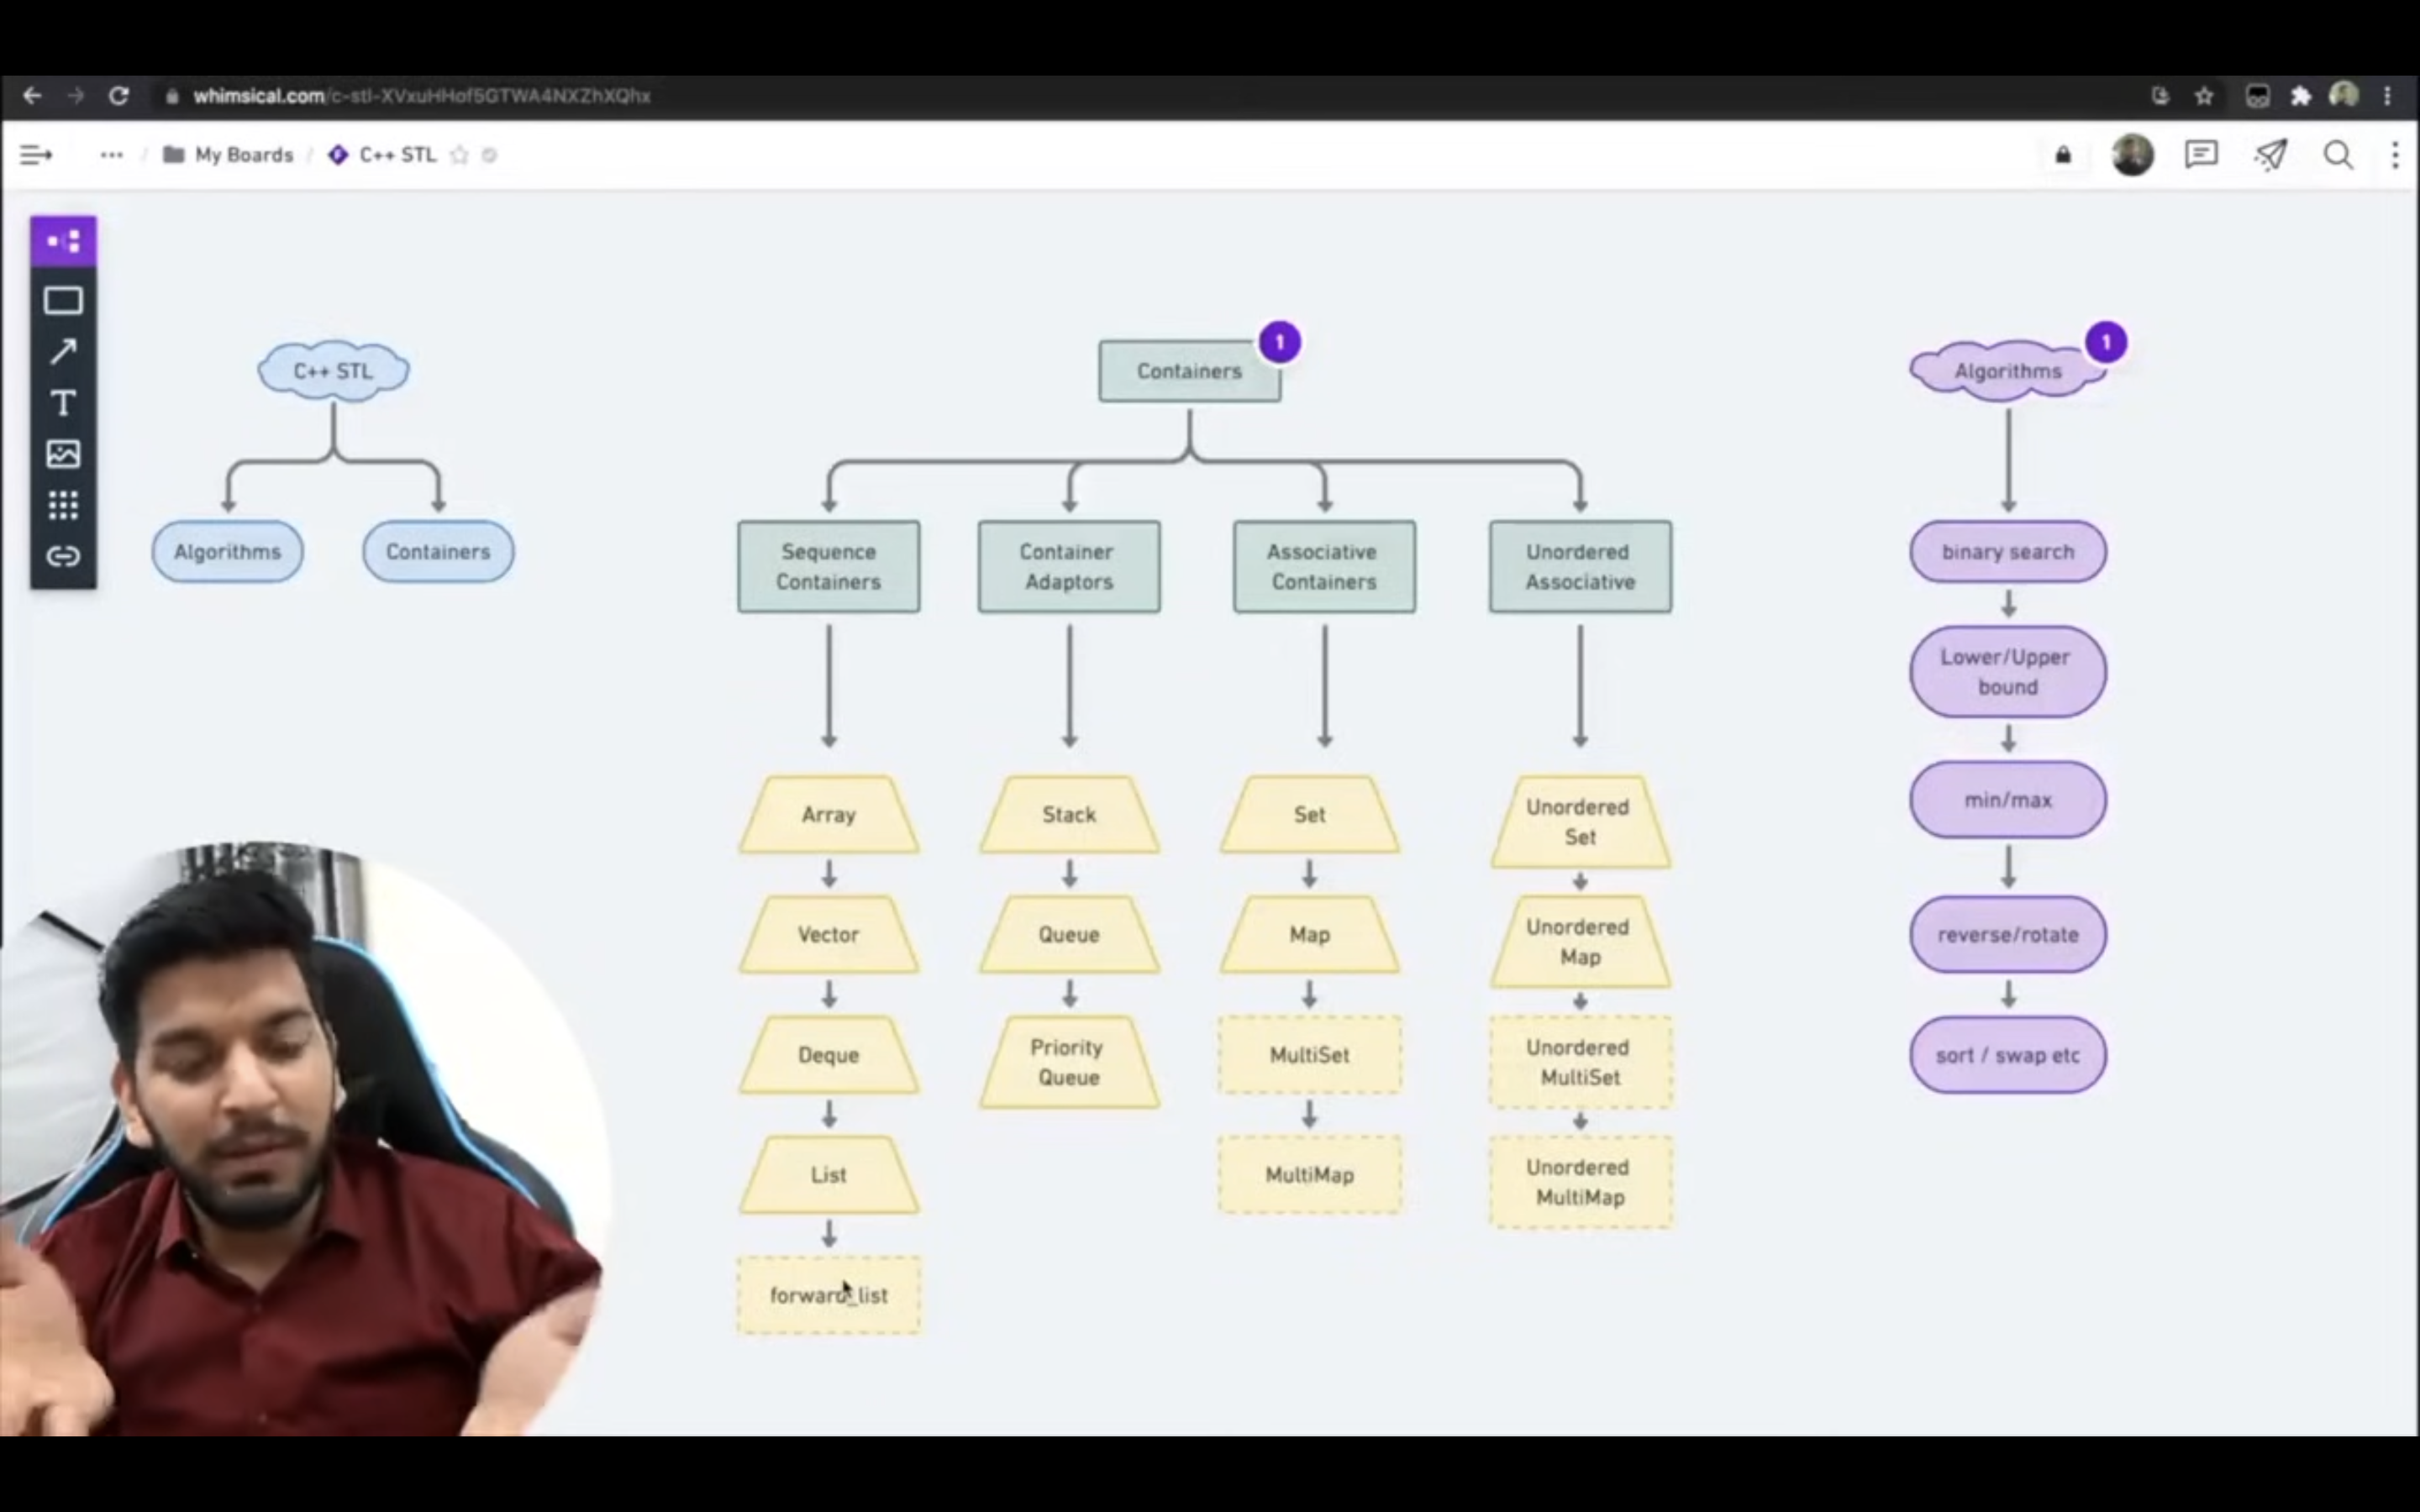 whimsical.com/c-stl-XVxuHHof5GTWA4NXZhXQhx
... / My Boards / C++ STL
C++ STL
Algorithms
Containers
Containers
1
Sequence
Containers
Container
Adaptors
Associative
Containers
Unordered
Associative
Array
Vector
Deque
List
forward_list
Stack
Queue
Priority
Queue
Set
Map
MultiSet
MultiMap
Unordered
Set
Unordered
Map
Unordered
MultiSet
Unordered
MultiMap
Algorithms
1
binary search
Lower/Upper
bound
min/max
reverse/rotate
sort / swap etc